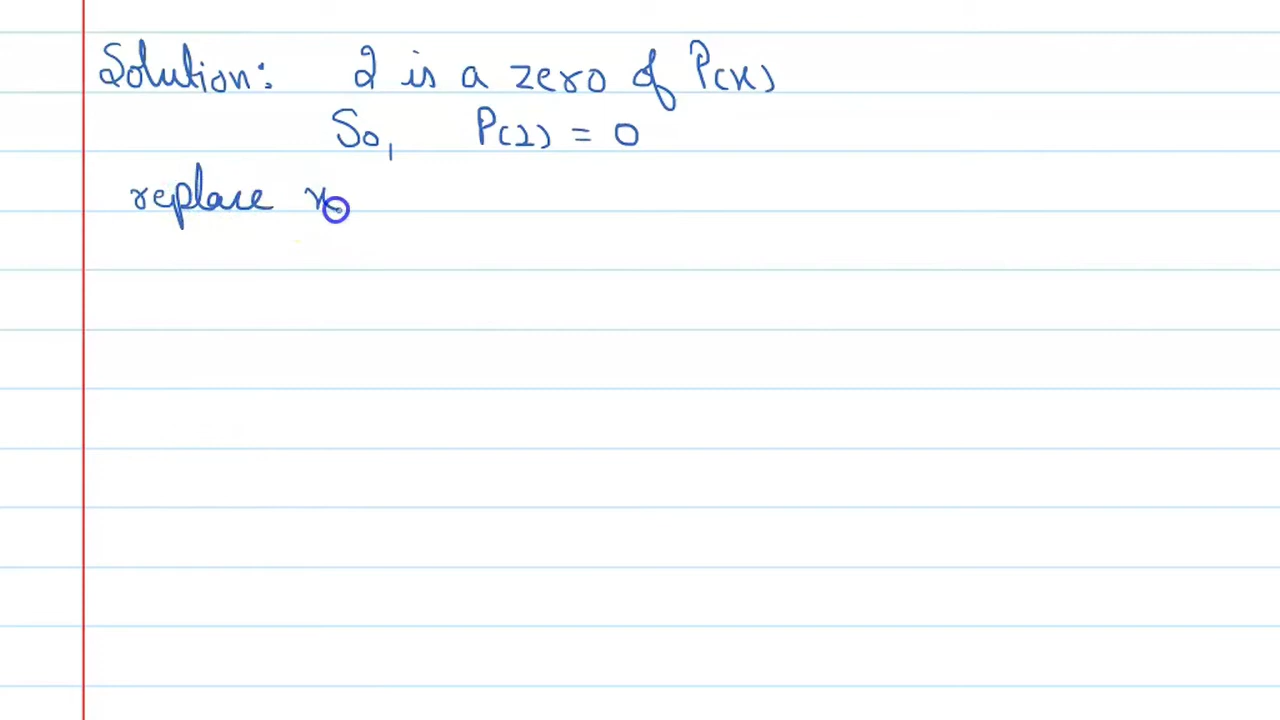 Solution: 2 is a zero of P(x)
So, P(2) = 0
replace x